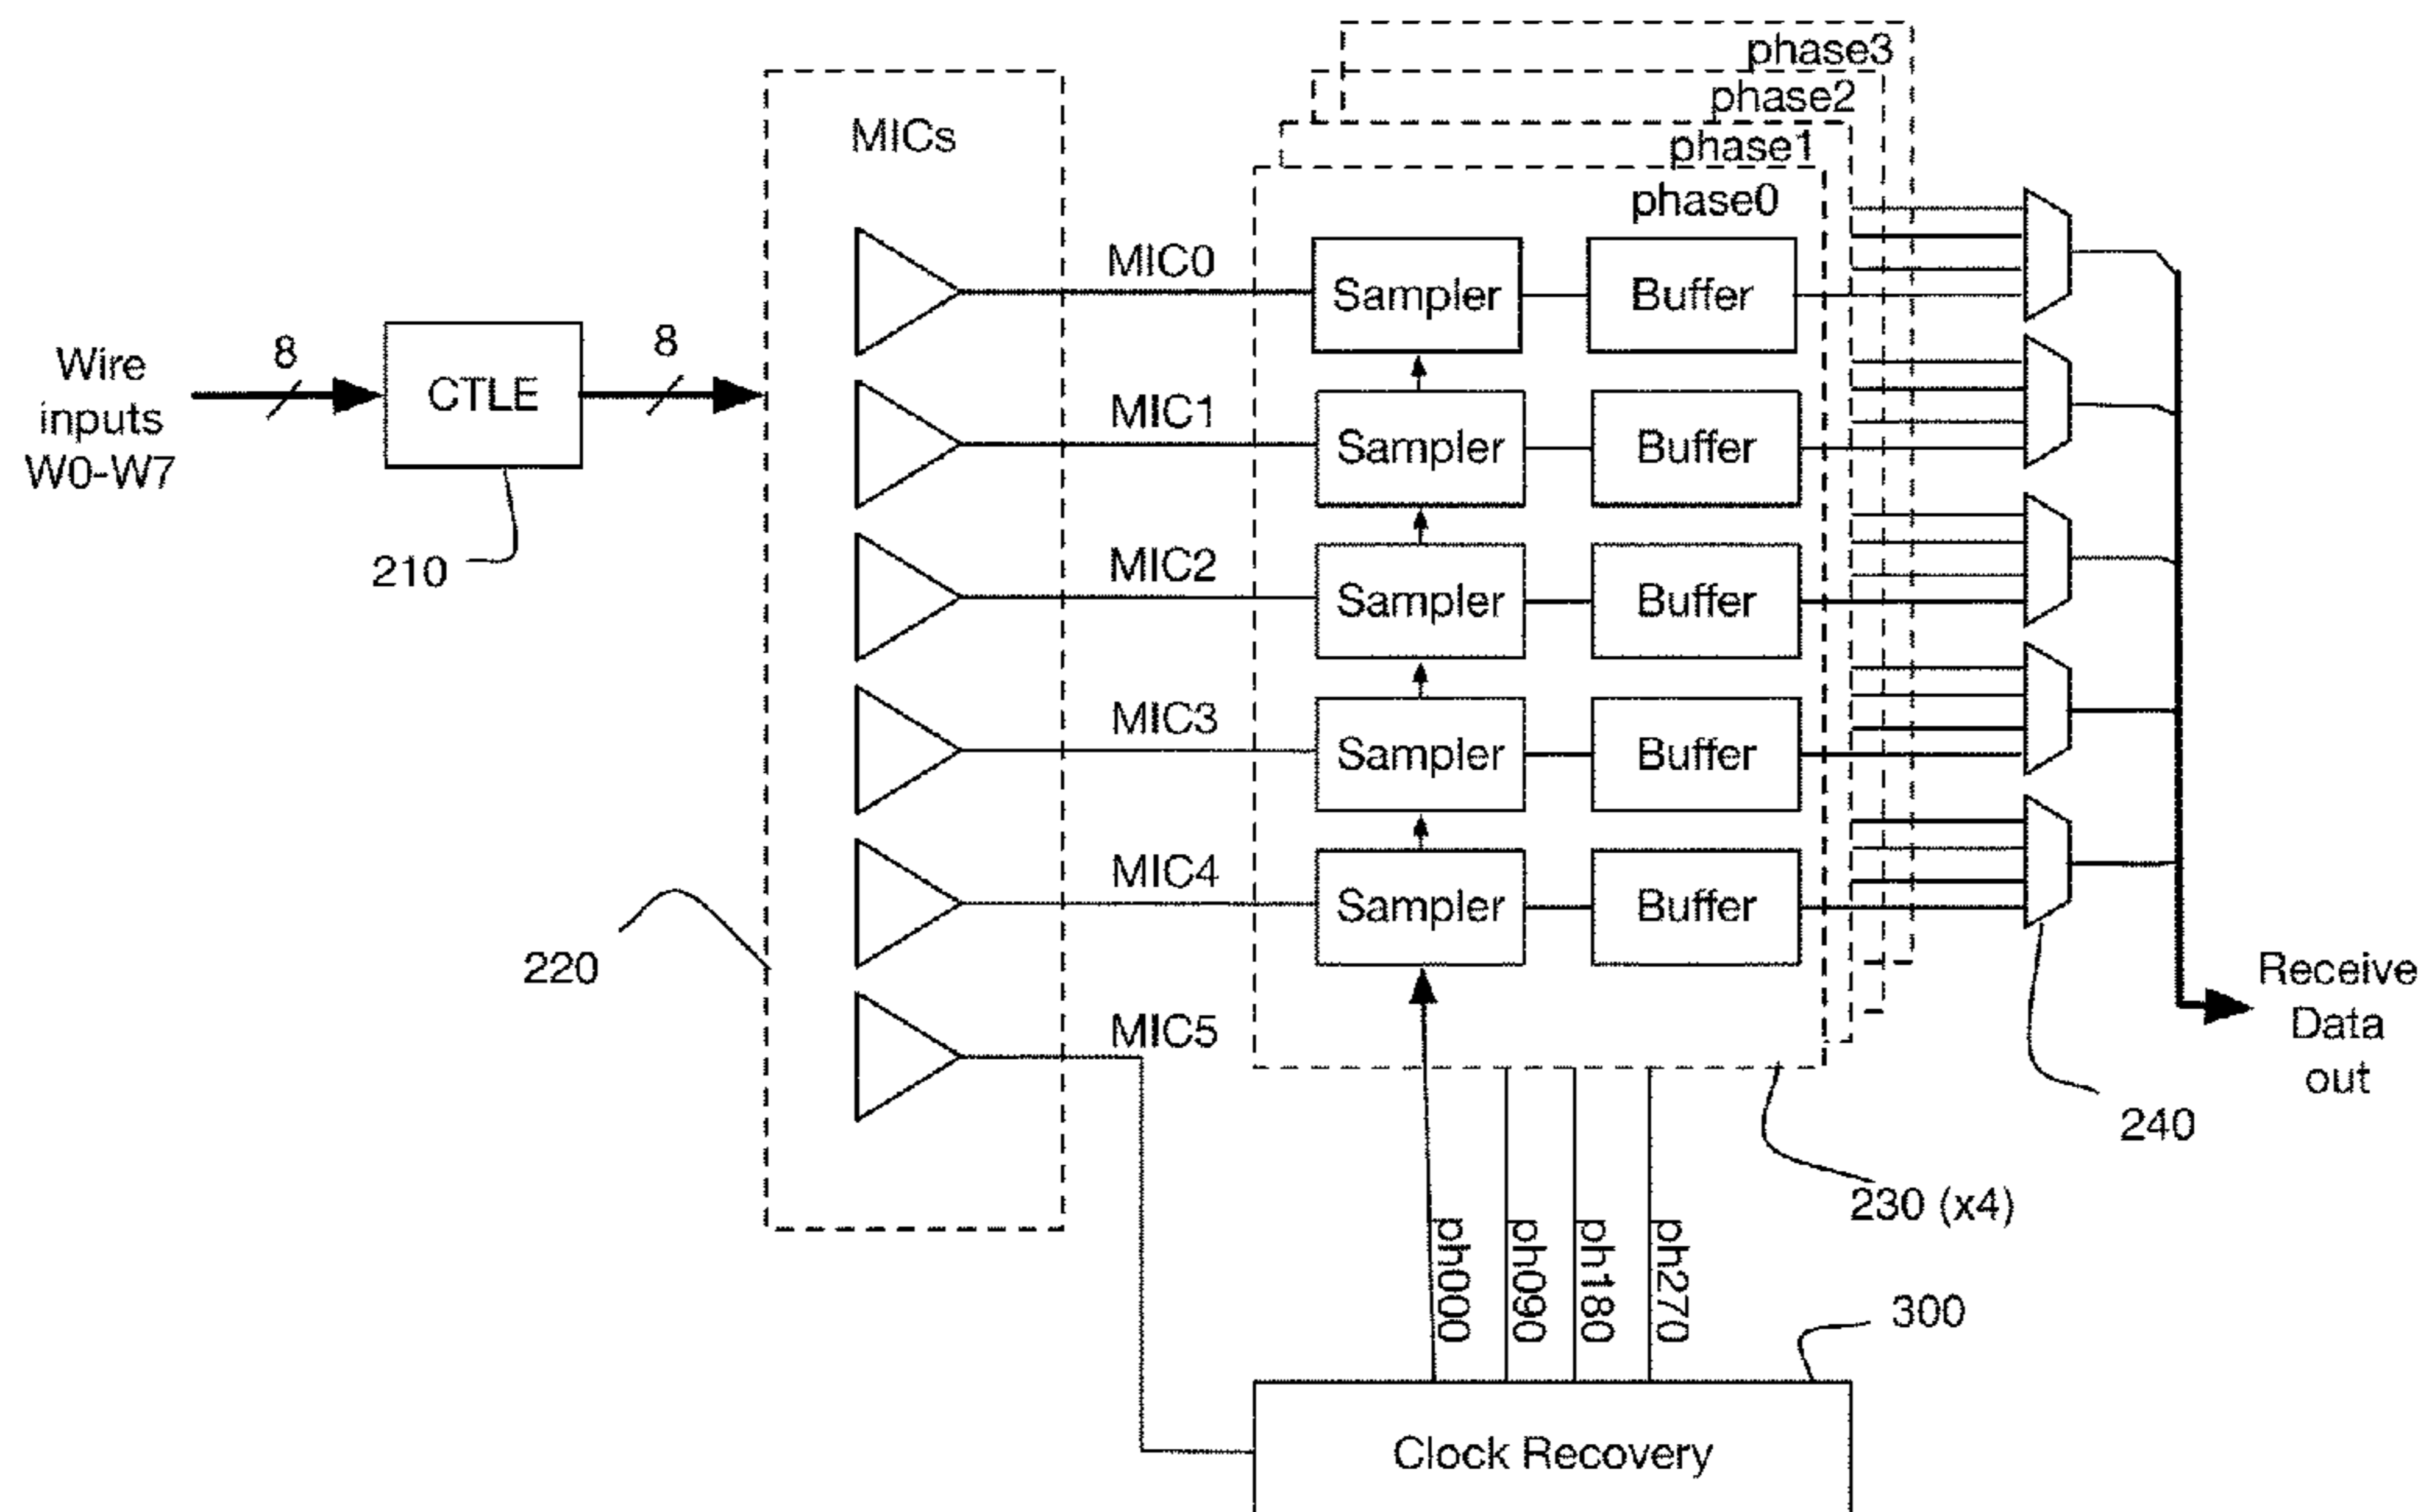 phase3
phase2
phase1
phase0
MICs
Wire
inputs
W0-W7
8
CTLE
8
210
MIC0
Sampler
Buffer
MIC1
Sampler
Buffer
MIC2
Sampler
Buffer
MIC3
Sampler
Buffer
MIC4
Sampler
Buffer
MIC5
220
Receive
Data
out
240
230 (x4)
ph000
ph090
ph180
ph270
300
Clock Recovery